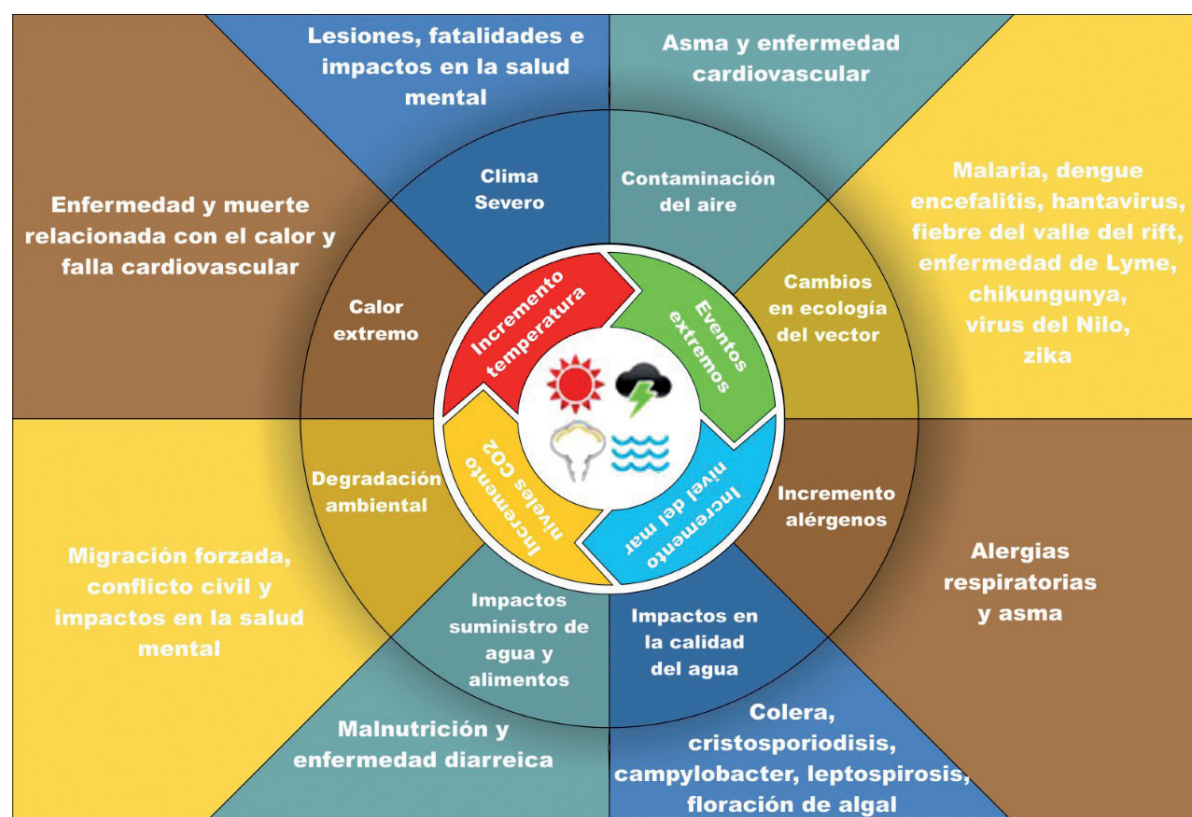 Lesiones, fatalidades e
impactos en la salud
mental
Asma y enfermedad
cardiovascular
Malaria, dengue
encefalitis, hantavirus,
fiebre del valle del rift,
enfermedad de Lyme,
chikungunya,
virus del Nilo,
zika
Alergias
respiratorias
y asma
Colera,
cristosporiodisis,
campylobacter, leptospirosis,
floración de algal
Malnutrición y
enfermedad diarreica
Migración forzada,
conflicto civil y
impactos en la salud
mental
Enfermedad y muerte
relacionada con el calor y
falla cardiovascular
Clima
Severo
Contaminación
del aire
Cambios
en ecología
del vector
Incremento
alérgenos
Impactos en
la calidad
del agua
Impactos
suministro de
agua y
alimentos
Degradación
ambiental
Calor
extremo
Incremento
temperatura
Eventos
extremos
Incremento
nivel del mar
Incremento
niveles CO2